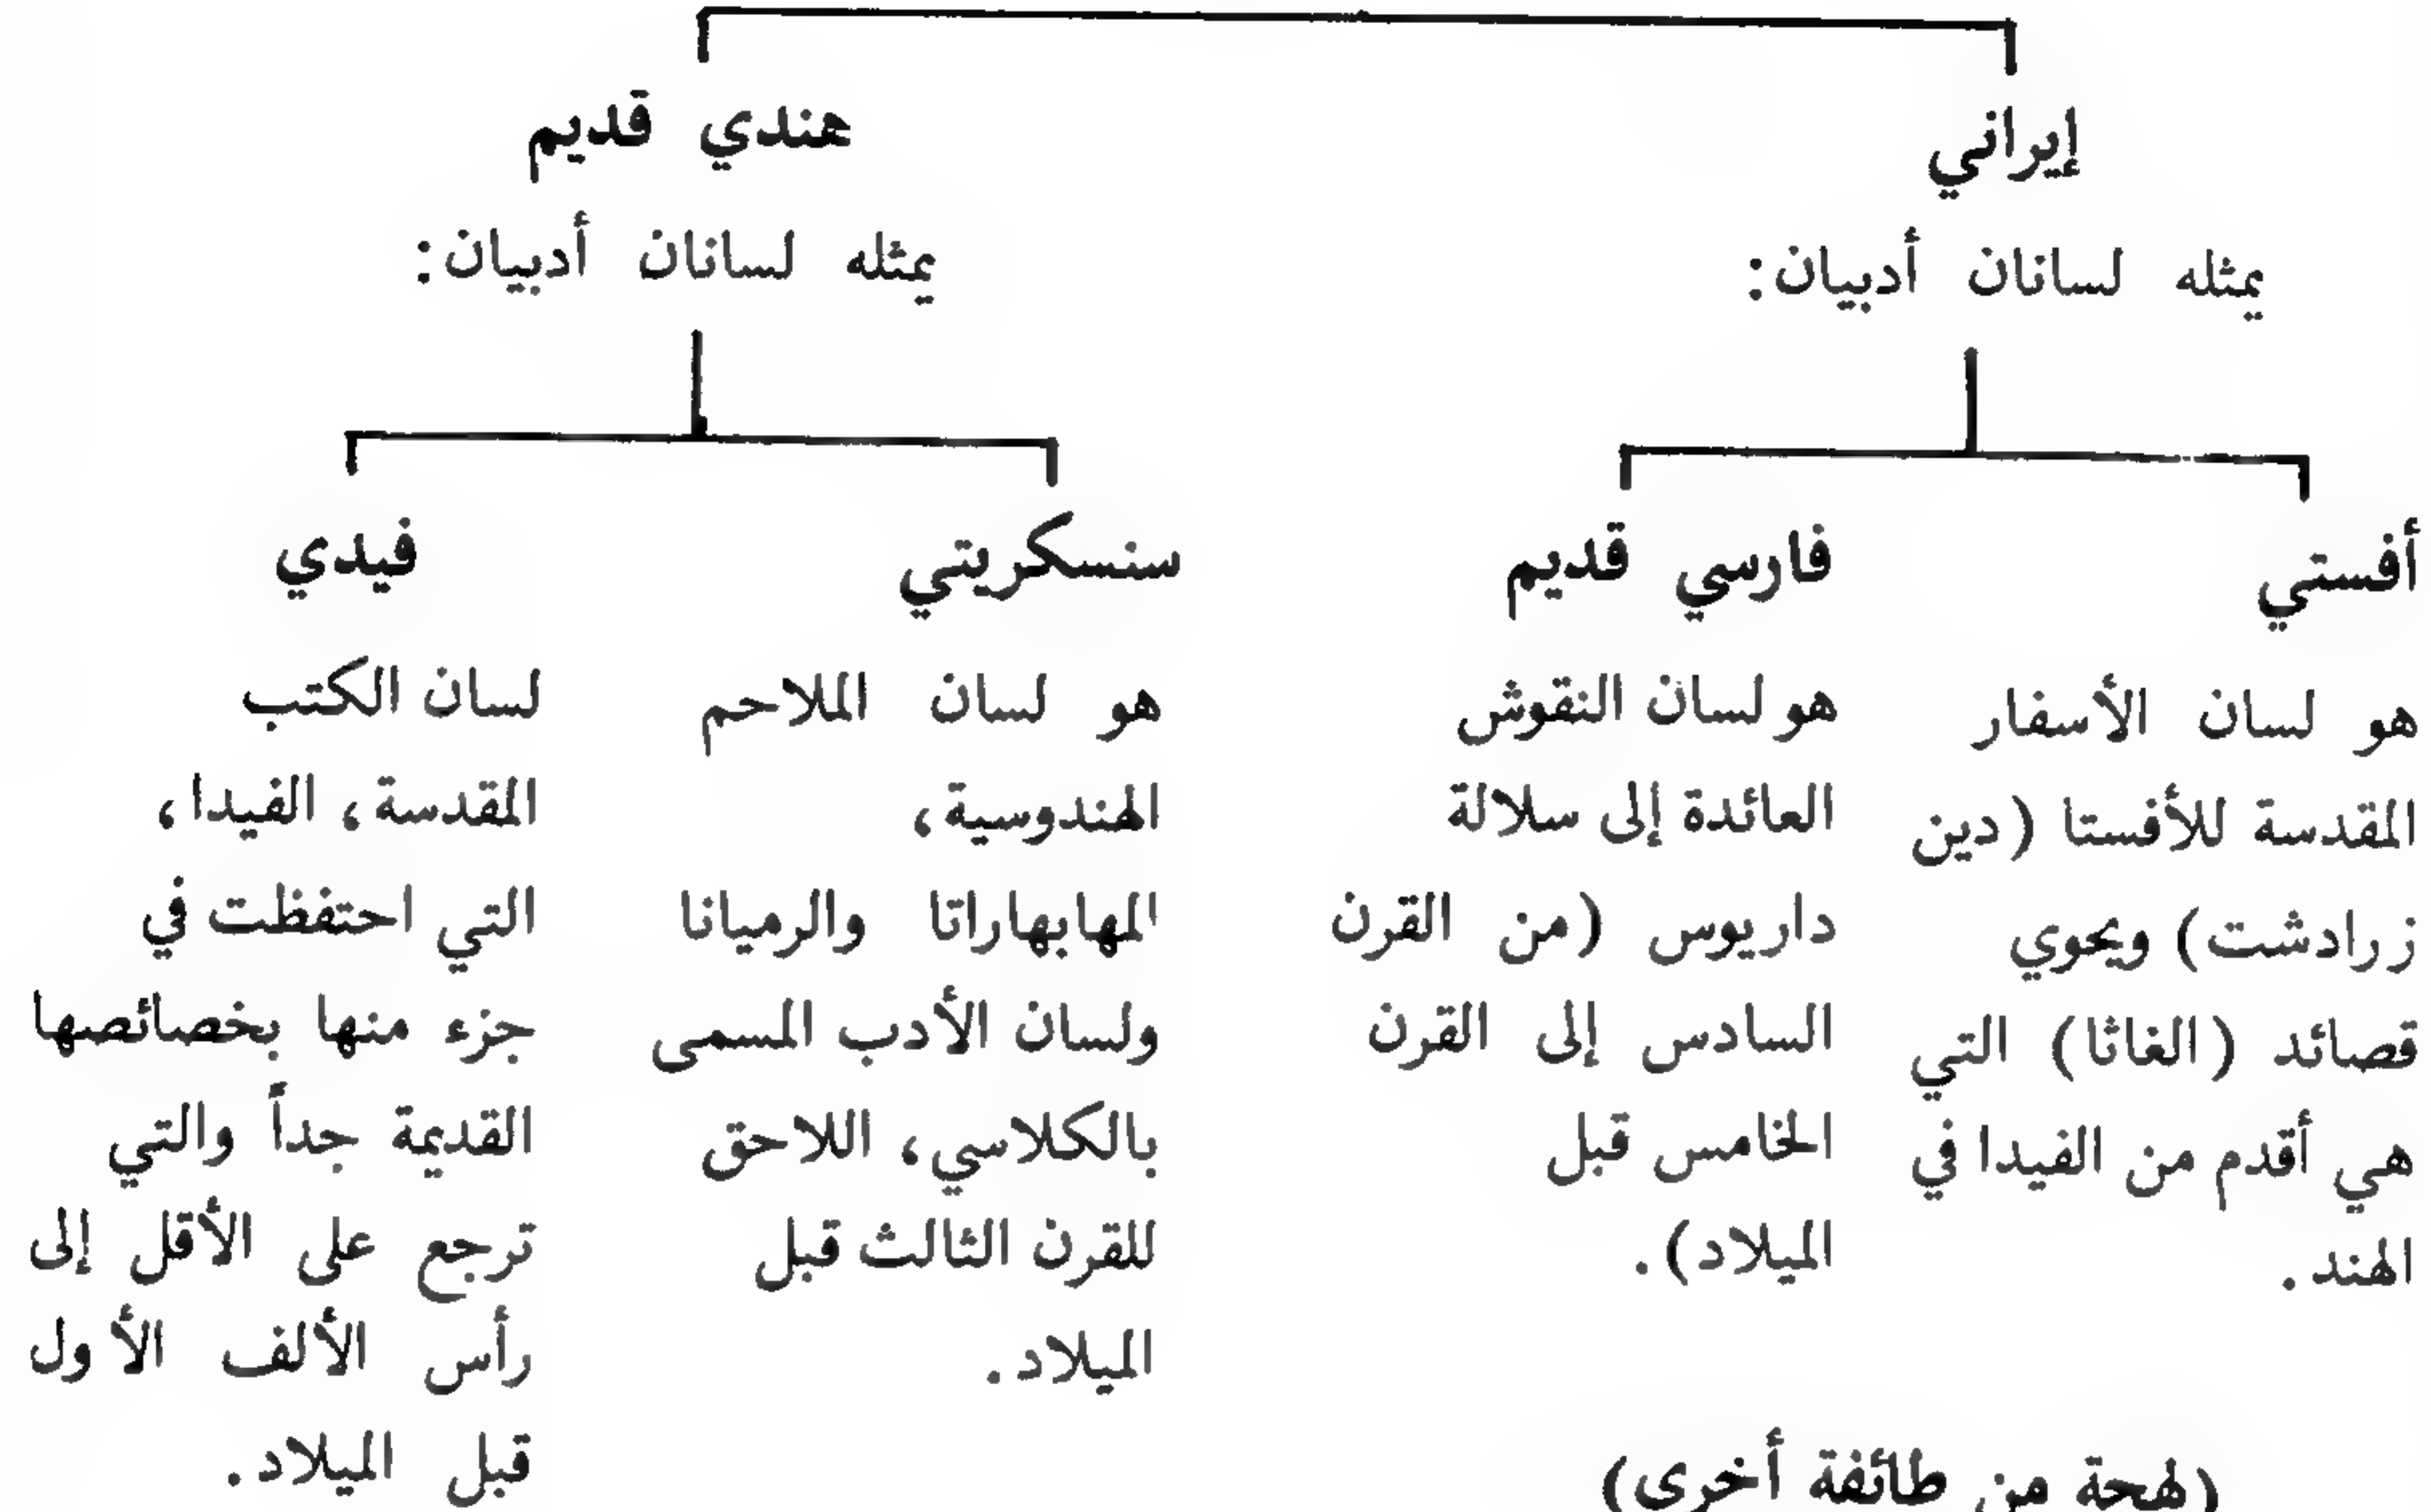 إيراني
يمثله لسانان أدبيان:
أفستي
هو لسان الأسفار
المقدسة للأفستا (دين
زرادشت) ويحوي
قصائد (الغاثا) التي
هي أقدم من الفيدا في
الهند.
فارسي قديم
هو لسان النقوش
العائدة إلى سلالة
داريوس (من القرن
السادس إلى القرن
الخامس قبل
الميلاد).
(لهجة من طائفة أخرى)
هندي قديم
يمثله لسانان أدبيان:
سنسكريتي
هو لسان الملاحم
الهندوسية،
المهابهاراتا والرميانا
ولسان الأدب المسمى
بالكلاسي، اللاحق
للقرن الثالث قبل
الميلاد.
فيدي
لسان الكتب
المقدسة، الفيدا،
التي احتفظت في
جزء منها بخصائصها
القديمة جداً والتي
ترجع على الأقل إلى
رأس الألف الأول
قبل الميلاد.